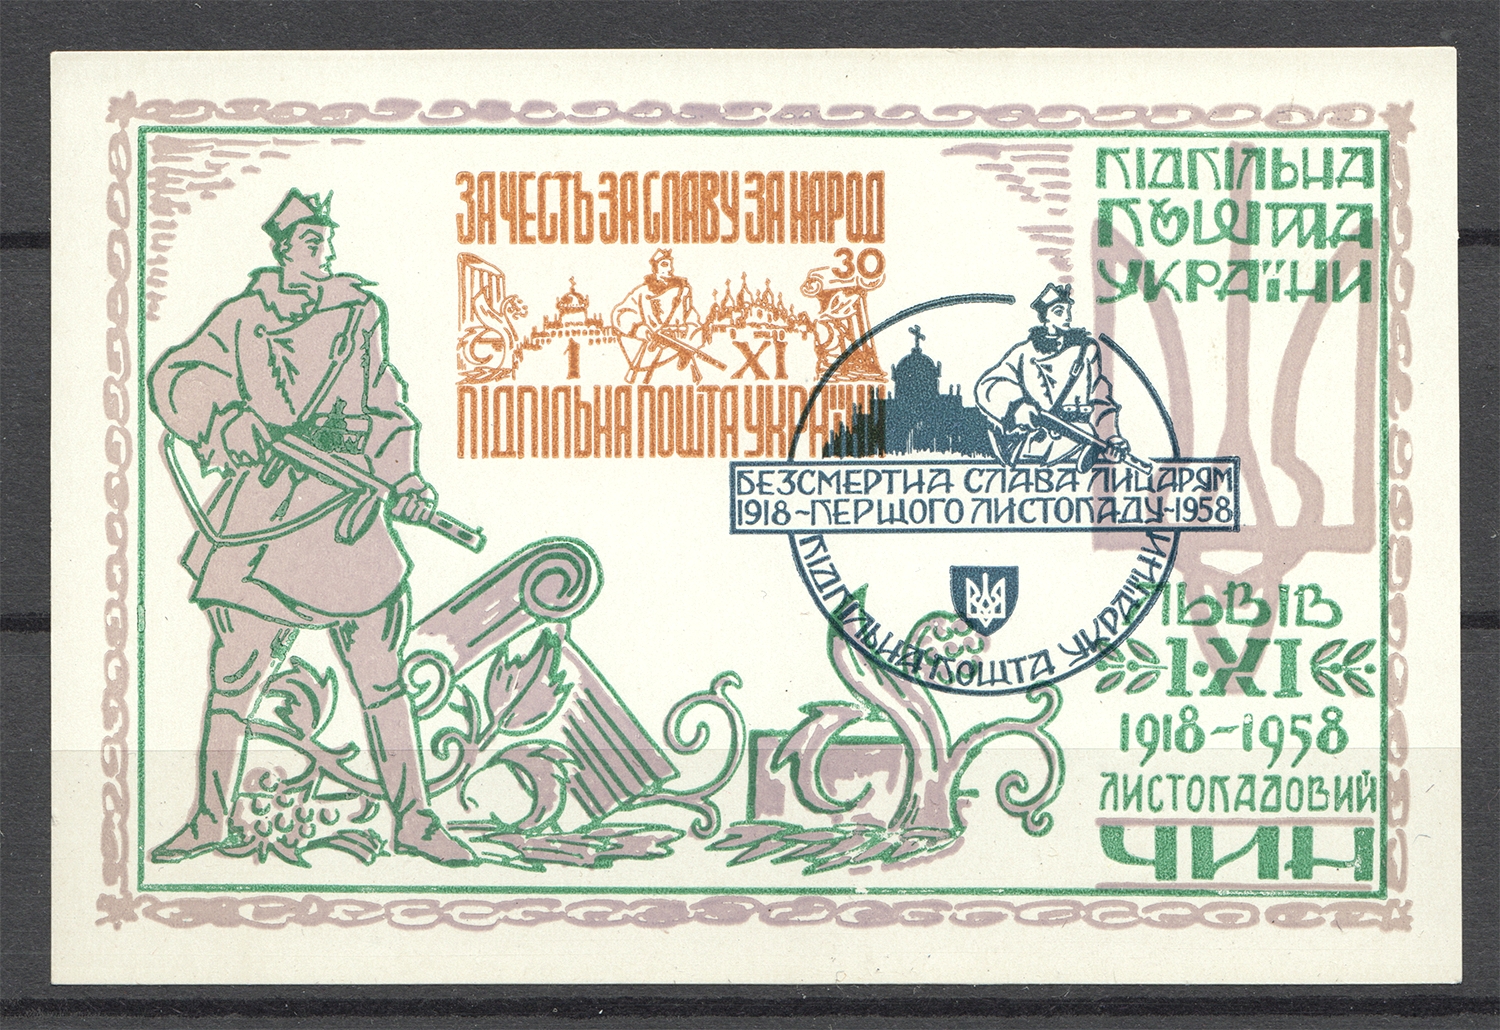 ЗА ЧЕСТЬ ЗА СЛАВУ ЗА НАРОД
30
1 XI
ПІДПІЛЬНА ПОШТА УКРАЇНИ
БЕЗСМЕРТНА СЛАВА ЛИЦАРЯМ
1918-ПЕРШОГО ЛИСТОПАДУ-1958
ПІДПІЛЬНА ПОШТА УКРАЇНИ
ПІДПІЛЬНА
ПОШТА
УКРАЇНИ
ЛЬВІВ
1·XI
1918-1958
ЛИСТОПАДОВИЙ
ЧИН